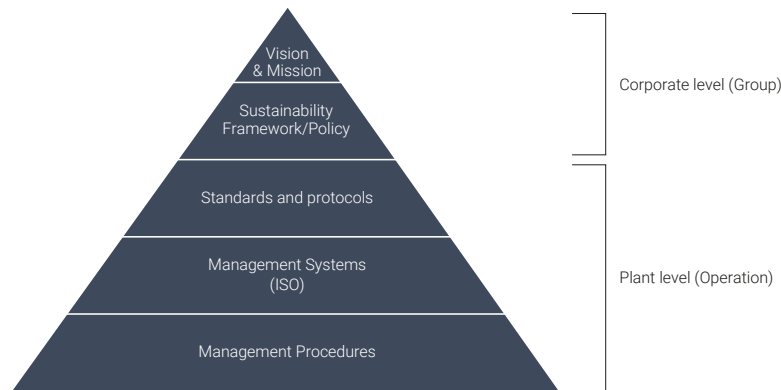 Vision
& Mission
Sustainability
Framework/Policy
Standards and protocols
Management Systems
(ISO)
Management Procedures
Corporate level (Group)
Plant level (Operation)